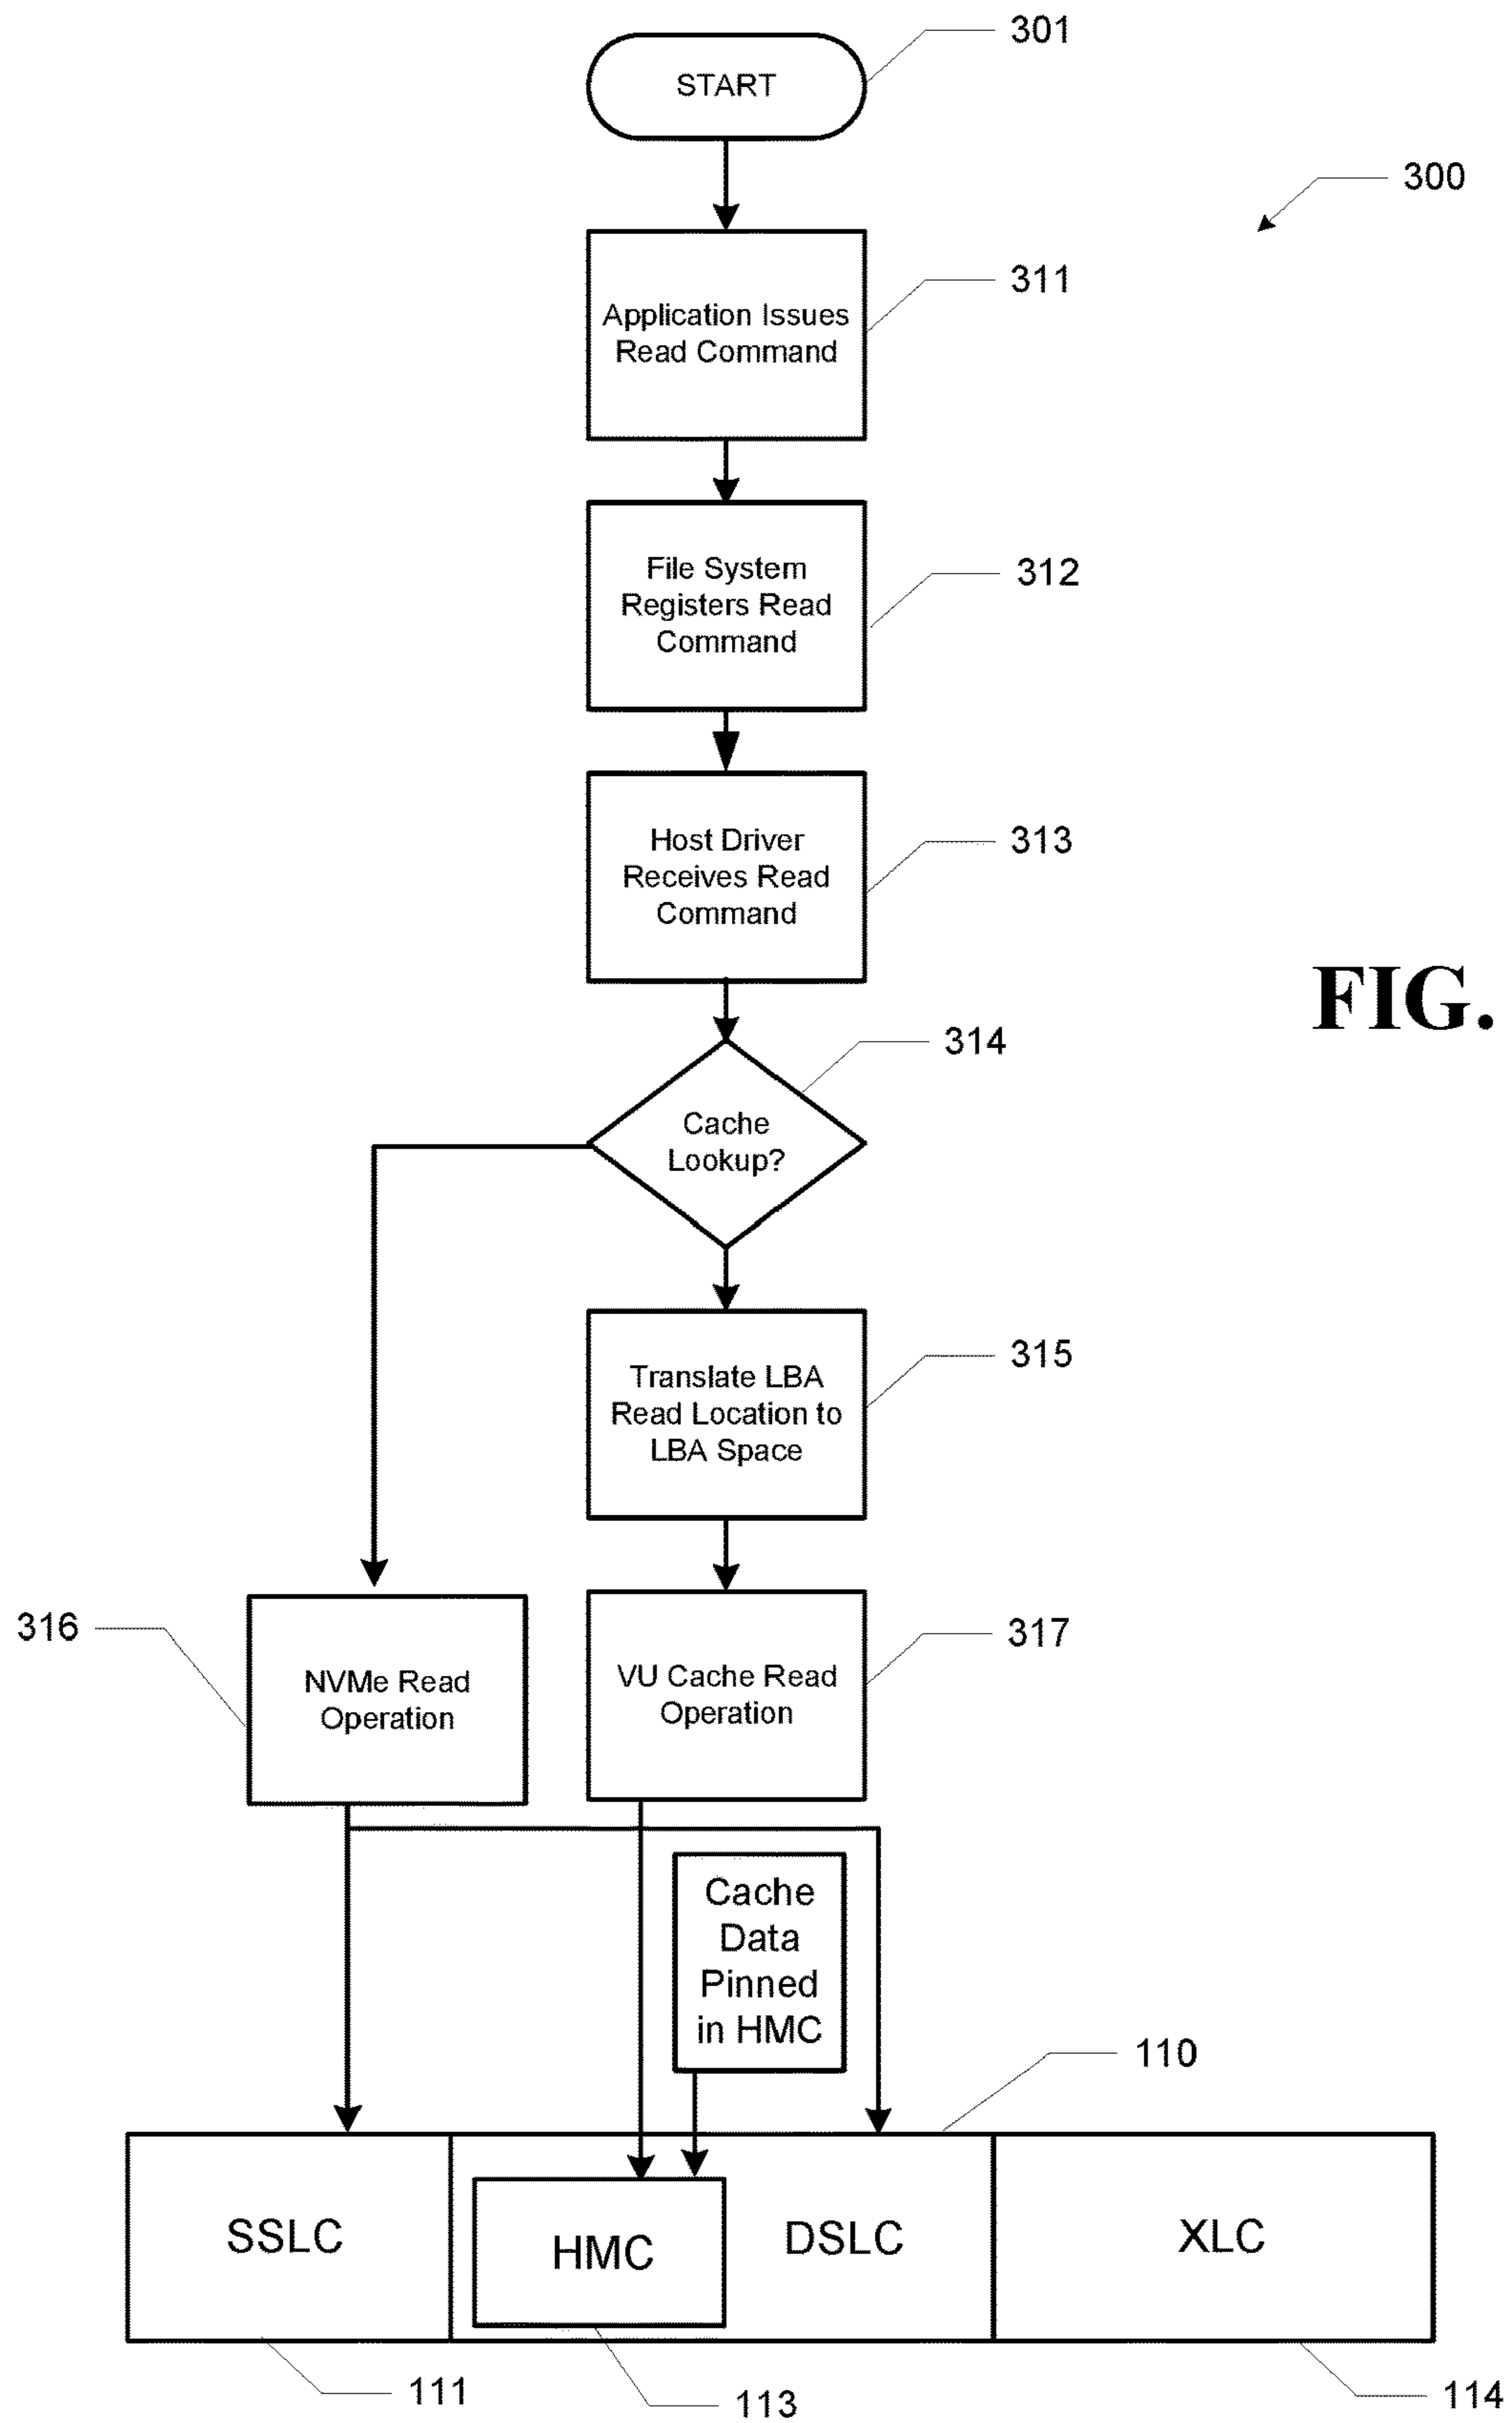 START
301
300
Application Issues
Read Command
311
File System
Registers Read
Command
312
Host Driver
Receives Read
Command
313
FIG.
Cache
Lookup?
314
Translate LBA
Read Location to
LBA Space
315
316
NVMe Read
Operation
VU Cache Read
Operation
317
Cache
Data
Pinned
in HMC
110
SSLC
HMC
DSLC
XLC
111
113
114